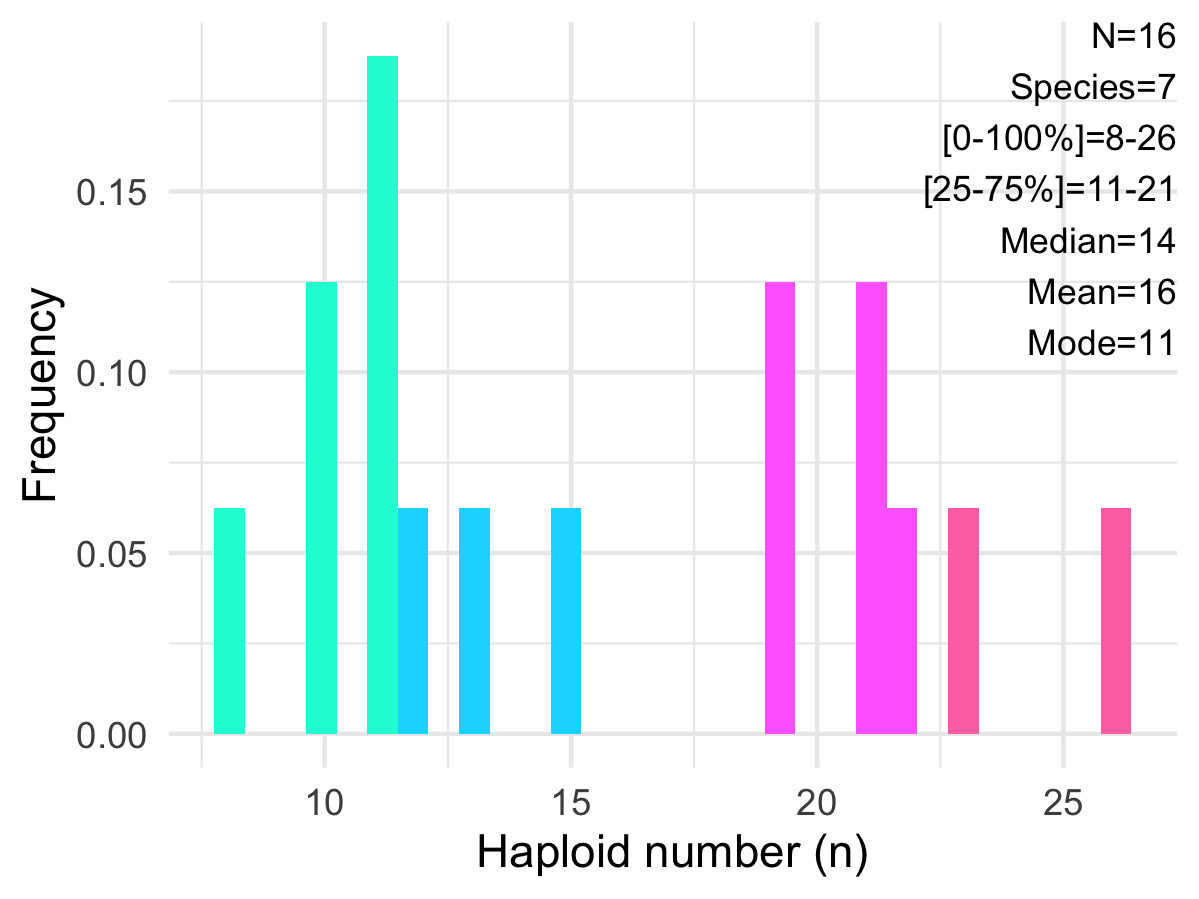 N=16
Species=7
[0-100%]=8-26
[25-75%]=11-21
Median=14
Mean=16
Mode=11
Frequency
0.15
0.10
0.05
0.00
10 15 20 25
Haploid number (n)